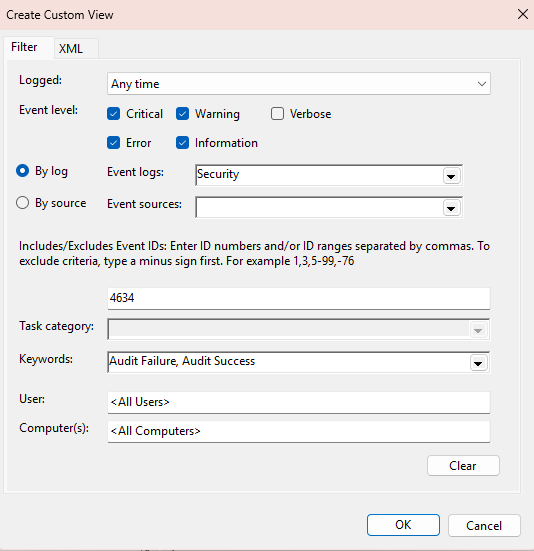 Create Custom View
Filter XML
Logged: Any time
Event level: Critical Warning Verbose
Error Information
By log Event logs: Security
By source Event sources:
Includes/Excludes Event IDs: Enter ID numbers and/or ID ranges separated by commas. To
exclude criteria, type a minus sign first. For example 1,3,5-99,-76
4634
Task category:
Keywords: Audit Failure, Audit Success
User: <All Users>
Computer(s): <All Computers>
Clear
OK Cancel